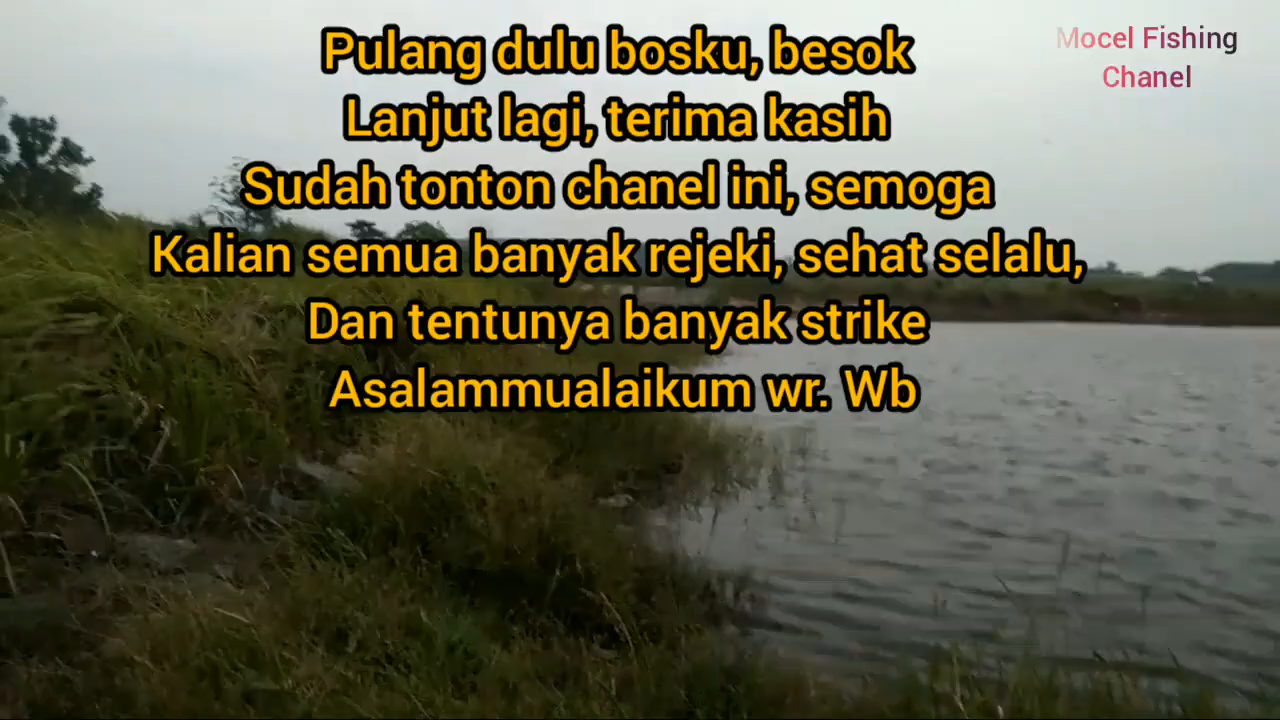 Pulang dulu bosku, besok
Lanjut lagi, terima kasih
Sudah tonton chanel ini, semoga
Kalian semua banyak rejeki, sehat selalu,
Dan tentunya banyak strike
Asalammualaikum wr. Wb
Mocel Fishing
Chanel